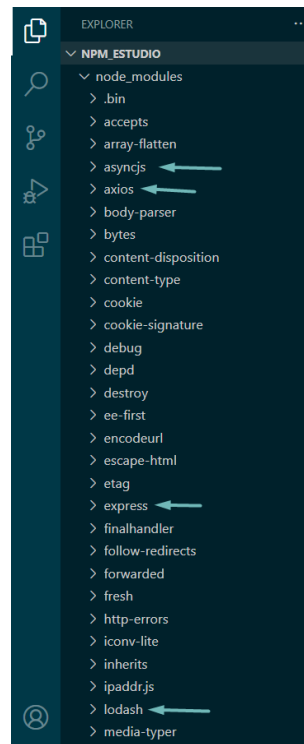 EXPLORER
NPM_ESTUDIO
node_modules
.bin
accepts
array-flatten
asyncjs
axios
body-parser
bytes
content-disposition
content-type
cookie
cookie-signature
debug
depd
destroy
ee-first
encodeurl
escape-html
etag
express
finalhandler
follow-redirects
forwarded
fresh
http-errors
iconv-lite
inherits
ipaddr.js
lodash
media-typer